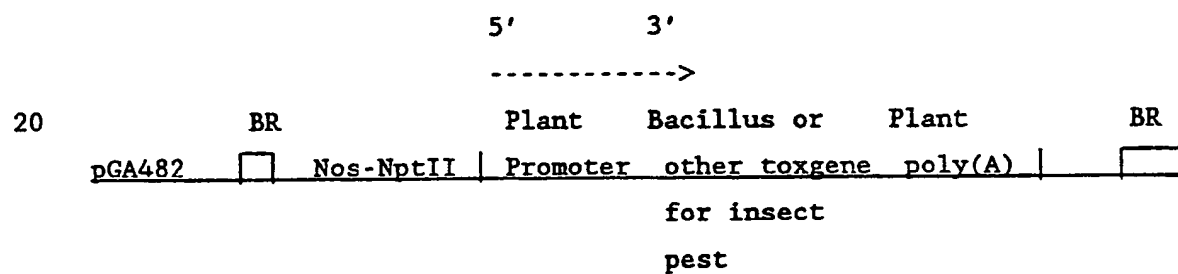 5' 3'
------------>
20 BR Plant Bacillus or Plant BR
pGA482 Nos-NptII Promoter other toxgene poly(A)
for insect
pest